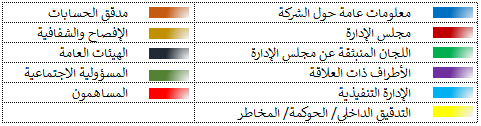 معلومات عامة حول الشركة
مدقق الحسابات
مجلس الإدارة
الإفصاح والشفافية
اللجان المنبثقة عن مجلس الإدارة
الهيئات العامة
الأطراف ذات العلاقة
المسؤولية الاجتماعية
الإدارة التنفيذية
المساهمون
التدقيق الداخلي/ الحوكمة/ المخاطر